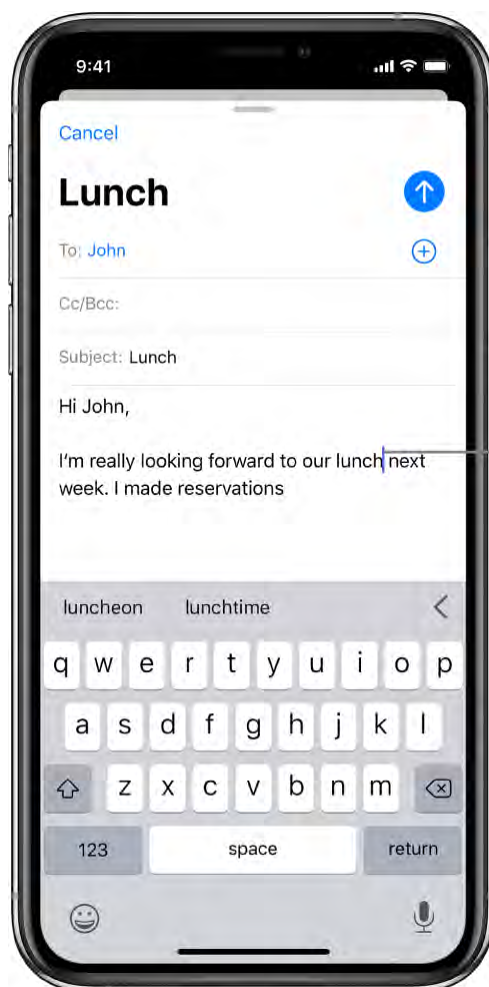 9:41
Cancel
Lunch
To: John
Cc/Bcc:
Subject: Lunch
Hi John,
I'm really looking forward to our lunch next
week. I made reservations
luncheon lunchtime
q w e r t y u i o p
a s d f g h j k l
z x c v b n m
123 space return